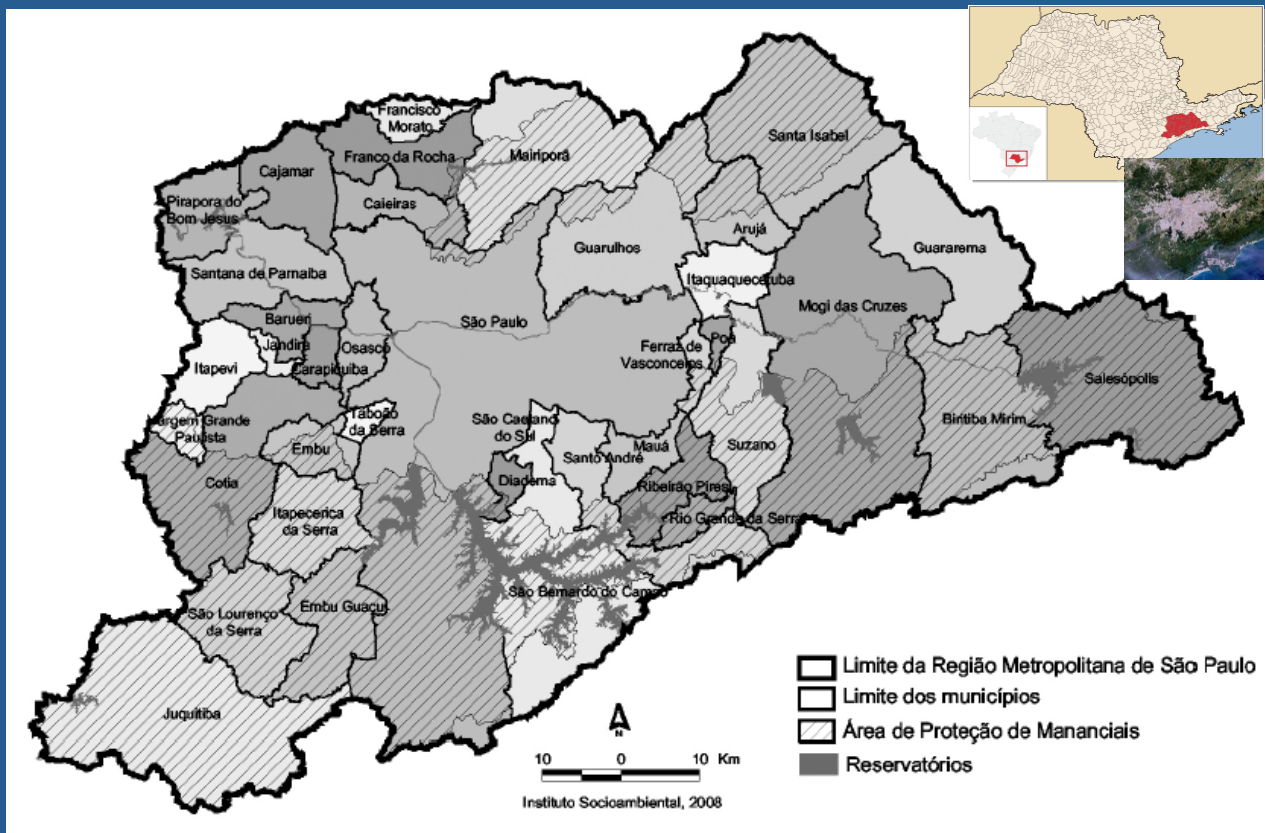 Francisco
Morato
Franco da Rocha
Mairiporã
Santa Isabel
Cajamar
Caieiras
Pirapora do
Bom Jesus
Arujá
Guarulhos
Guararema
Santana de Parnaiba
Itaquaquecetuba
Mogi das Cruzes
Barueri
São Paulo
Jandira
Osasco
Poá
Ferraz de
Vasconcelos
Itapevi
Carapiquiba
Salesópolis
Vargem Grande
Paulista
Taboão
da Serra
São Caetano
do Sul
Biritiba Mirim
Embu
Mauá
Suzano
Santo André
Cotia
Diadema
Ribeirão Pires
Itapecerica
da Serra
Rio Grande da Serra
São Bernardo do Campo
São Lourenço
da Serra
Embu Guaçu
Juquitiba
N
10 0 10 Km
Instituto Socioambiental, 2008
Limite da Região Metropolitana de São Paulo
Limite dos municípios
Área de Proteção de Mananciais
Reservatórios